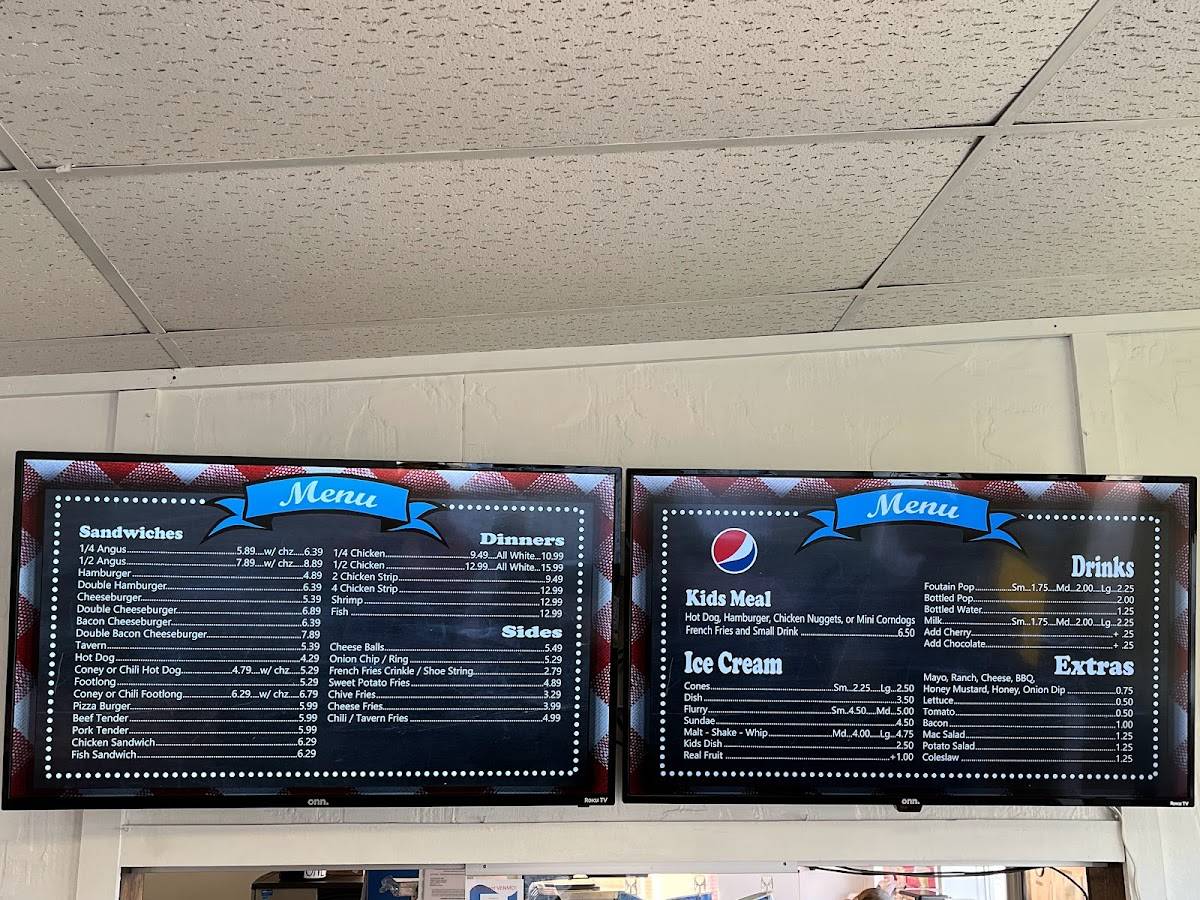 Menu
Sandwiches
1/4 Angus 5.89....w/ chz....6.39
1/2 Angus 7.89....w/ chz....8.89
Hamburger 4.89
Double Hamburger 6.39
Cheeseburger 5.39
Double Cheeseburger 6.89
Bacon Cheeseburger 6.39
Double Bacon Cheeseburger 7.89
Tavern 5.39
Hot Dog 4.29
Coney or Chili Hot Dog 4.79...w/ chz.... 5.29
Footlong 5.29
Coney or Chili Footlong 6.29...w/ chz....6.79
Pizza Burger 5.99
Beef Tender 5.99
Pork Tender 5.99
Chicken Sandwich 6.29
Fish Sandwich 6.29
Dinners
1/4 Chicken 9.49....All White...10.99
1/2 Chicken 12.99....All White...15.99
2 Chicken Strip 9.49
4 Chicken Strip 12.99
Shrimp 12.99
Fish 12.99
Sides
Cheese Balls 5.49
Onion Chip / Ring 5.29
French Fries Crinkle / Shoe String 2.79
Sweet Potato Fries 4.89
Chive Fries 3.29
Cheese Fries 3.99
Chili / Tavern Fries 4.99
onn.
Roku TV
Menu
Kids Meal
Hot Dog, Hamburger, Chicken Nuggets, or Mini Corndogs
French Fries and Small Drink 6.50
Ice Cream
Cones Sm...2.25....Lg...2.50
Dish 3.50
Flurry Sm..4.50....Md...5.00
Sundae 4.50
Malt - Shake - Whip Md...4.00....Lg...4.75
Kids Dish 2.50
Real Fruit +1.00
Drinks
Foutain Pop Sm...1.75....Md...2.00....Lg...2.25
Bottled Pop 2.00
Bottled Water 1.25
Milk Sm...1.75...Md...2.00....Lg...2.25
Add Cherry + .25
Add Chocolate + .25
Extras
Mayo, Ranch, Cheese, BBQ,
Honey Mustard, Honey, Onion Dip 0.75
Lettuce 0.50
Tomato 0.50
Bacon 1.00
Mac Salad 1.25
Potato Salad 1.25
Coleslaw 1.25
onn.
Roku TV